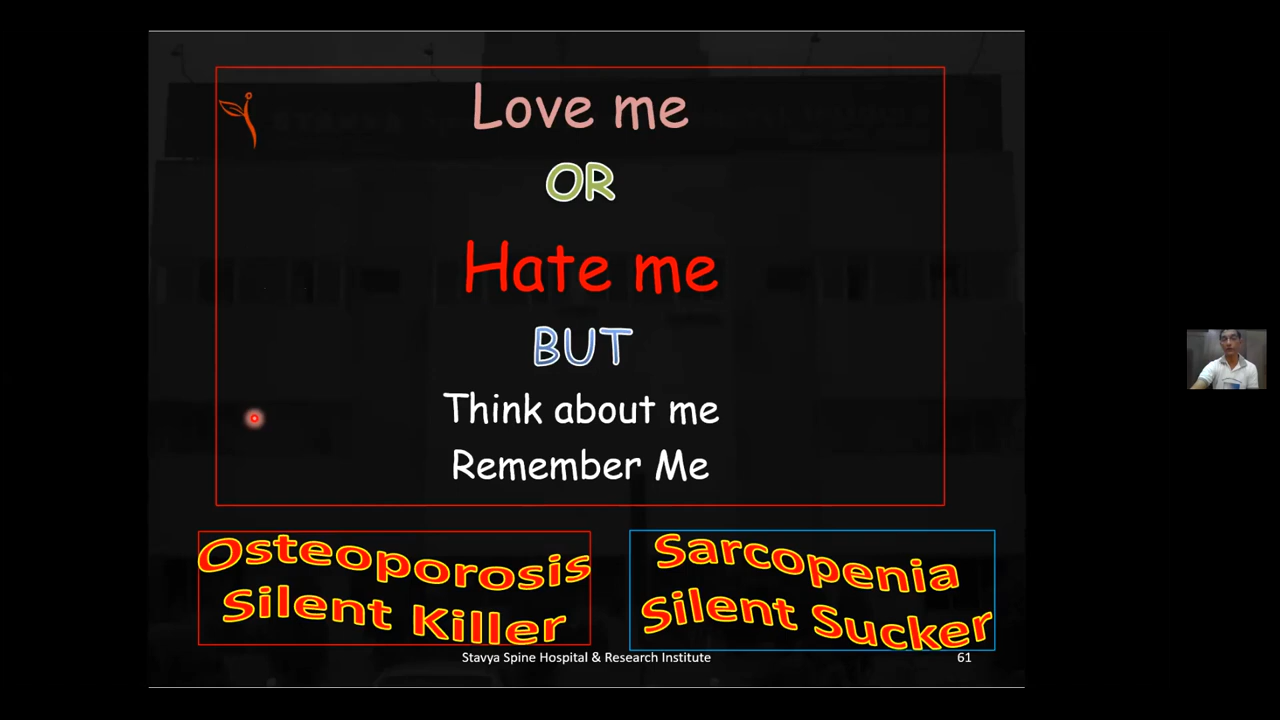 Love me
OR
Hate me
BUT
Think about me
Remember Me
Osteoporosis
Silent Killer
Sarcopenia
Silent Sucker
Stavya Spine Hospital & Research Institute
61